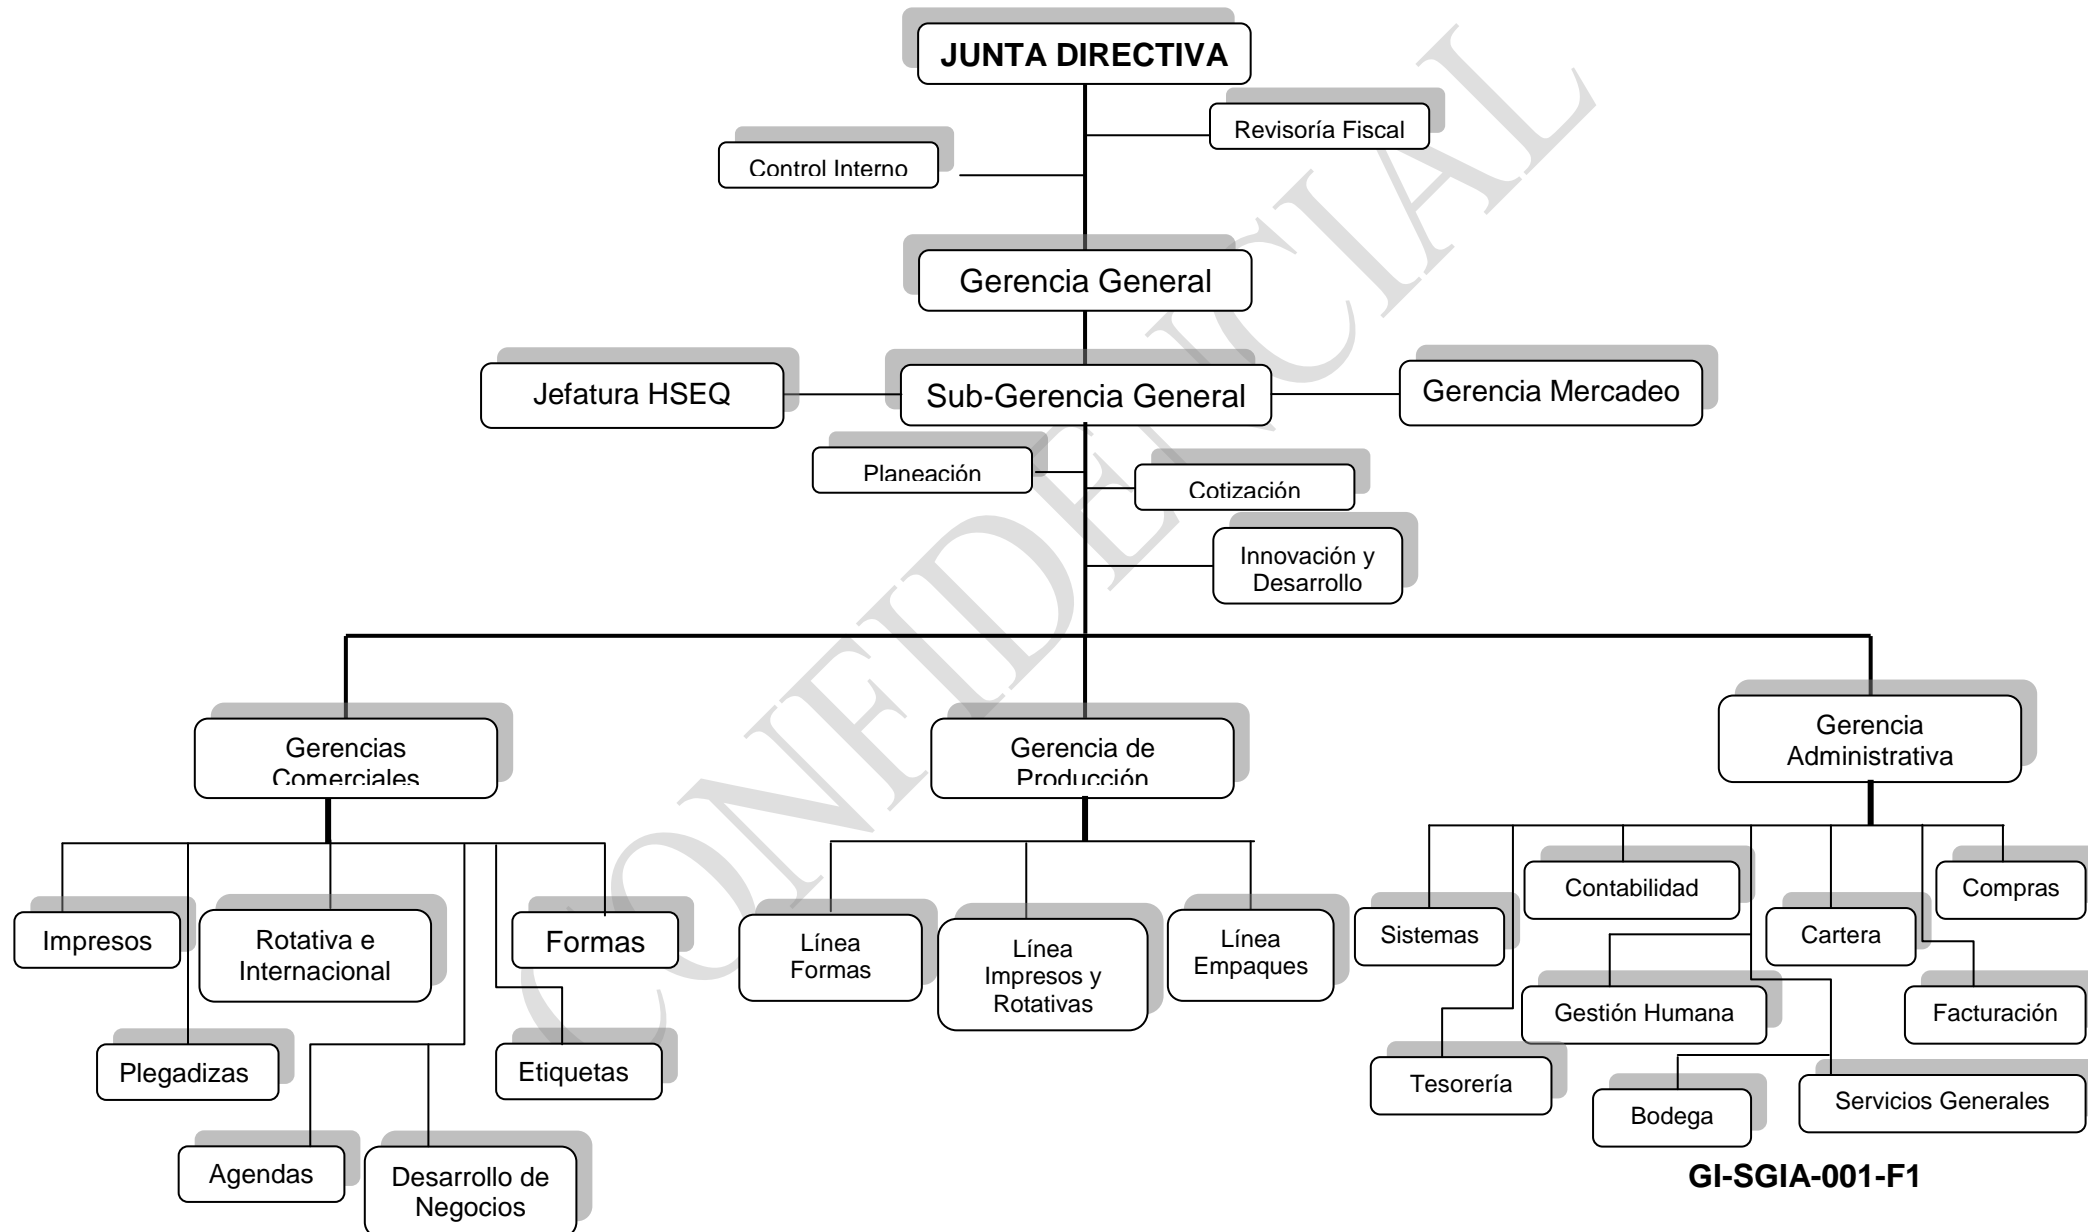 JUNTA DIRECTIVA
Revisoría Fiscal
Control Interno
Gerencia General
Jefatura HSEQ
Sub-Gerencia General
Gerencia Mercadeo
Planeación
Cotización
Innovación y
Desarrollo
Gerencias
Comerciales
Gerencia de
Producción
Gerencia
Administrativa
Impresos
Rotativa e
Internacional
Formas
Plegadizas
Etiquetas
Agendas
Desarrollo de
Negocios
Línea
Formas
Línea
Impresos y
Rotativas
Línea
Empaques
Contabilidad
Compras
Sistemas
Cartera
Gestión Humana
Facturación
Tesorería
Bodega
Servicios Generales
GI-SGIA-001-F1
CONFIDENCIAL